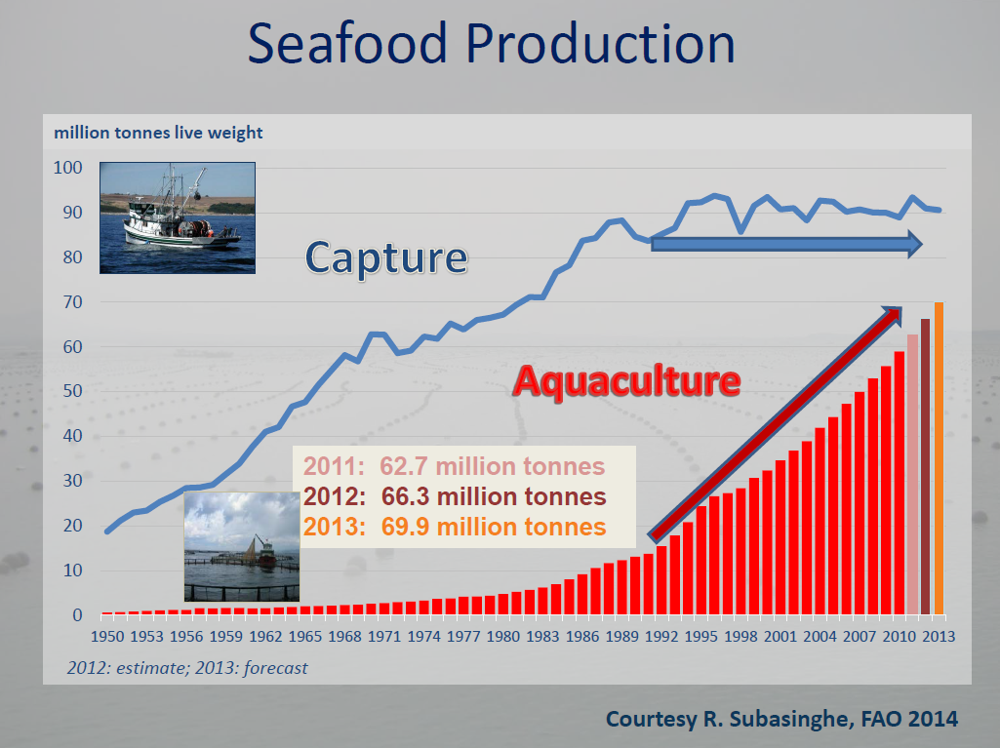 Seafood Production
million tonnes live weight
100
90
80
70
60
50
40
30
20
10
0
Capture
Aquaculture
2011: 62.7 million tonnes
2012: 66.3 million tonnes
2013: 69.9 million tonnes
1950 1953 1956 1959 1962 1965 1968 1971 1974 1977 1980 1983 1986 1989 1992 1995 1998 2001 2004 2007 2010 2013
2012: estimate; 2013: forecast
Courtesy R. Subasinghe, FAO 2014